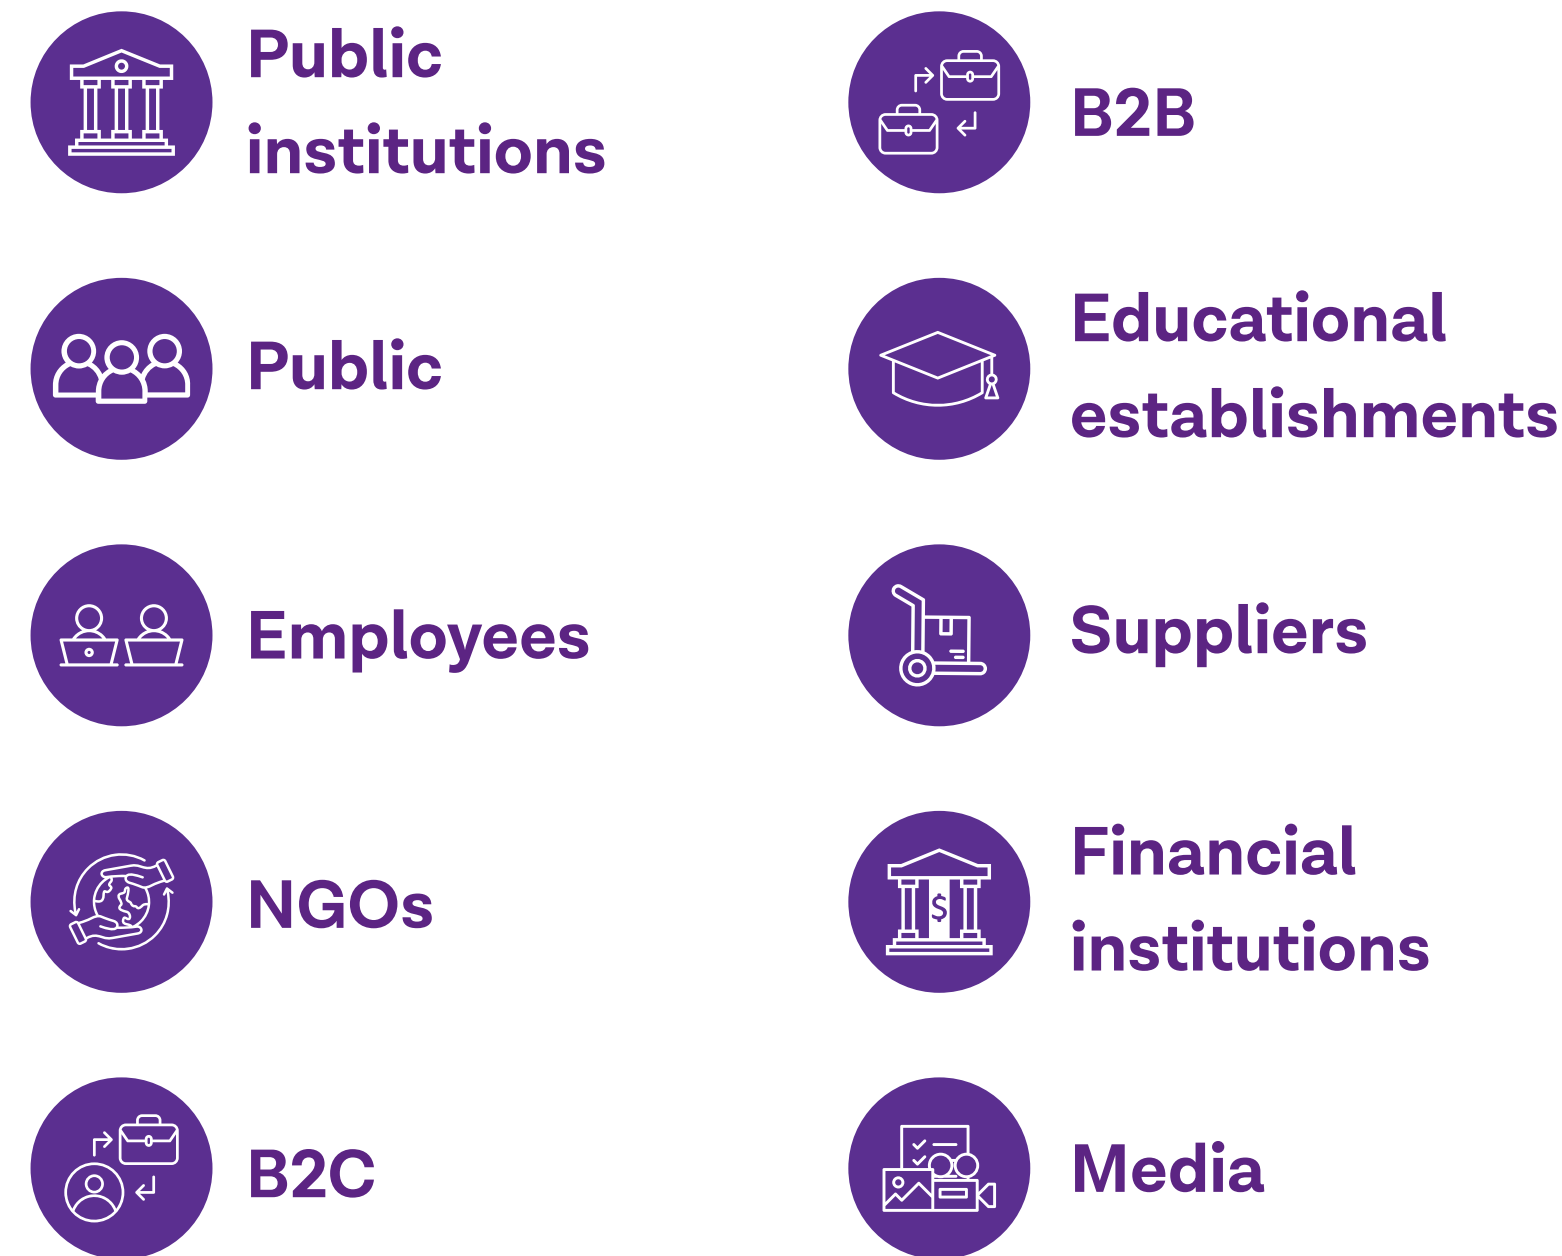 Public
institutions
Public
Employees
NGOs
B2C
B2B
Educational
establishments
Suppliers
$
Financial
institutions
Media